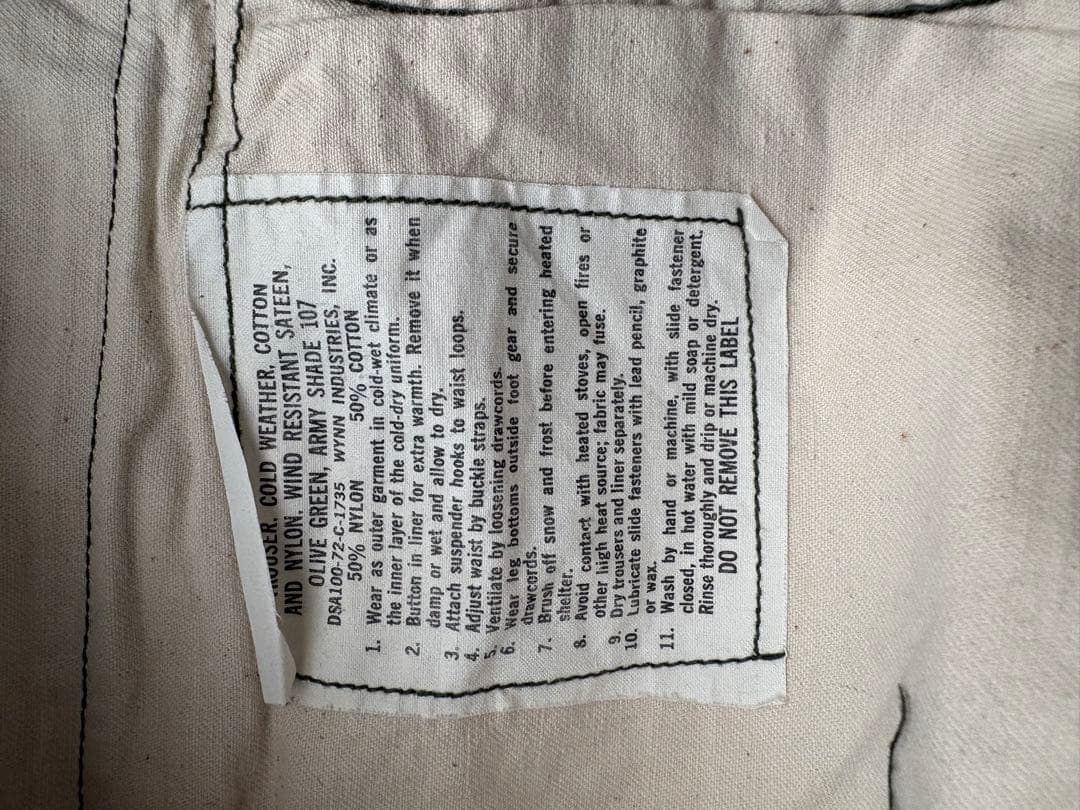 COLD WEATHER, COTTON
AND NYLON, WIND RESISTANT SATEEN,
OLIVE GREEN, ARMY SHADE 107
DSA100-72-C-1735 WYNN INDUSTRIES, INC.
50% NYLON 50% COTTON
1. Wear as outer garment in cold-wet climate or as
the inner layer of the cold-dry uniform.
2. Button in liner for extra warmth. Remove it when
damp or wet and allow to dry.
3. Attach suspender hooks to waist loops.
4. Adjust waist by buckle straps.
5. Ventilate by loosening drawcords.
6. Wear leg bottoms outside foot gear and secure
drawcords.
7. Brush off snow and frost before entering heated
shelter.
8. Avoid contact with heated stoves, open fires or
other high heat source; fabric may fuse.
9. Dry trousers and liner separately.
10. Lubricate slide fasteners with lead pencil, graphite
or wax.
11. Wash by hand or machine, with slide fastener
closed, in hot water with mild soap or detergent.
Rinse thoroughly and drip or machine dry.
DO NOT REMOVE THIS LABEL